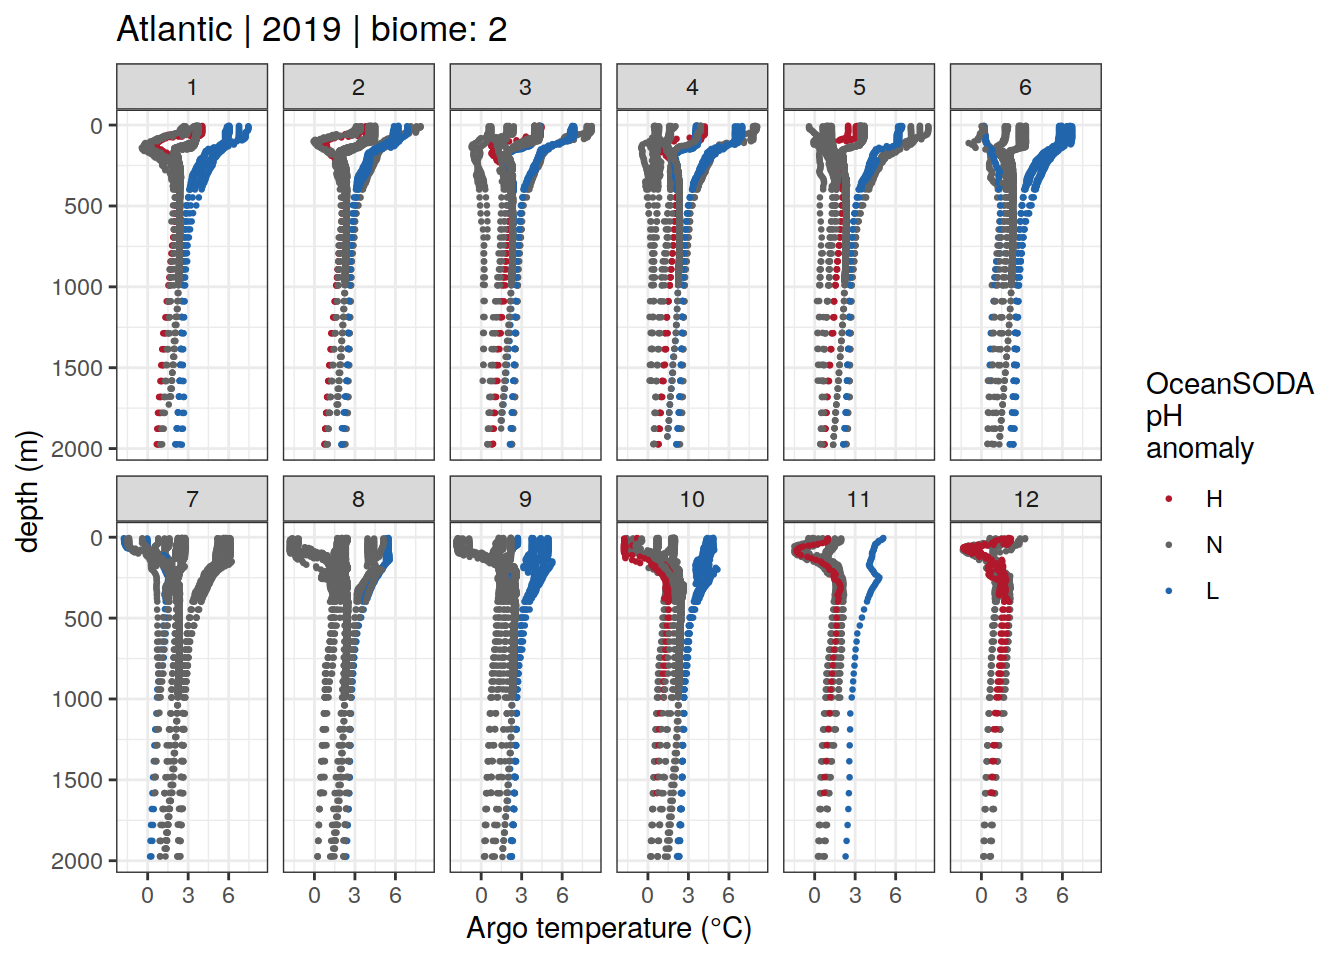 Atlantic | 2019 | biome: 2
1 2 3 4 5 6
0
500
1000
1500
2000
7 8 9 10 11 12
0
500
1000
1500
2000
0 3 6 0 3 6 0 3 6 0 3 6 0 3 6 0 3 6
Argo temperature (°C)
depth (m)
OceanSODA
pH
anomaly
H
N
L